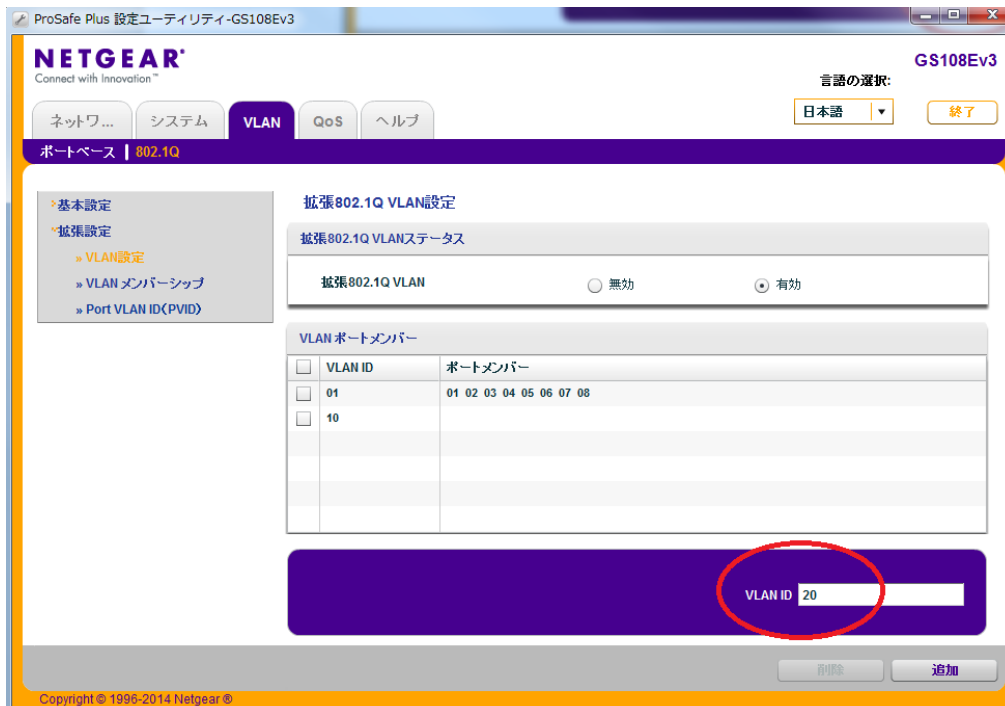 ProSafe Plus 設定ユーティリティ-GS108Ev3
NETGEAR®
Connect with Innovation™
GS108Ev3
言語の選択:
日本語
終了
ネットワ...
システム
VLAN
QoS
ヘルプ
ポートベース | 802.1Q
基本設定
拡張設定
» VLAN設定
» VLAN メンバーシップ
» Port VLAN ID(PVID)
拡張802.1Q VLAN設定
拡張802.1Q VLANステータス
拡張802.1Q VLAN 無効 有効
VLAN ポートメンバー
VLAN ID ポートメンバー
01 01 02 03 04 05 06 07 08
10
VLAN ID 20
削除 追加
Copyright © 1996-2014 Netgear ®